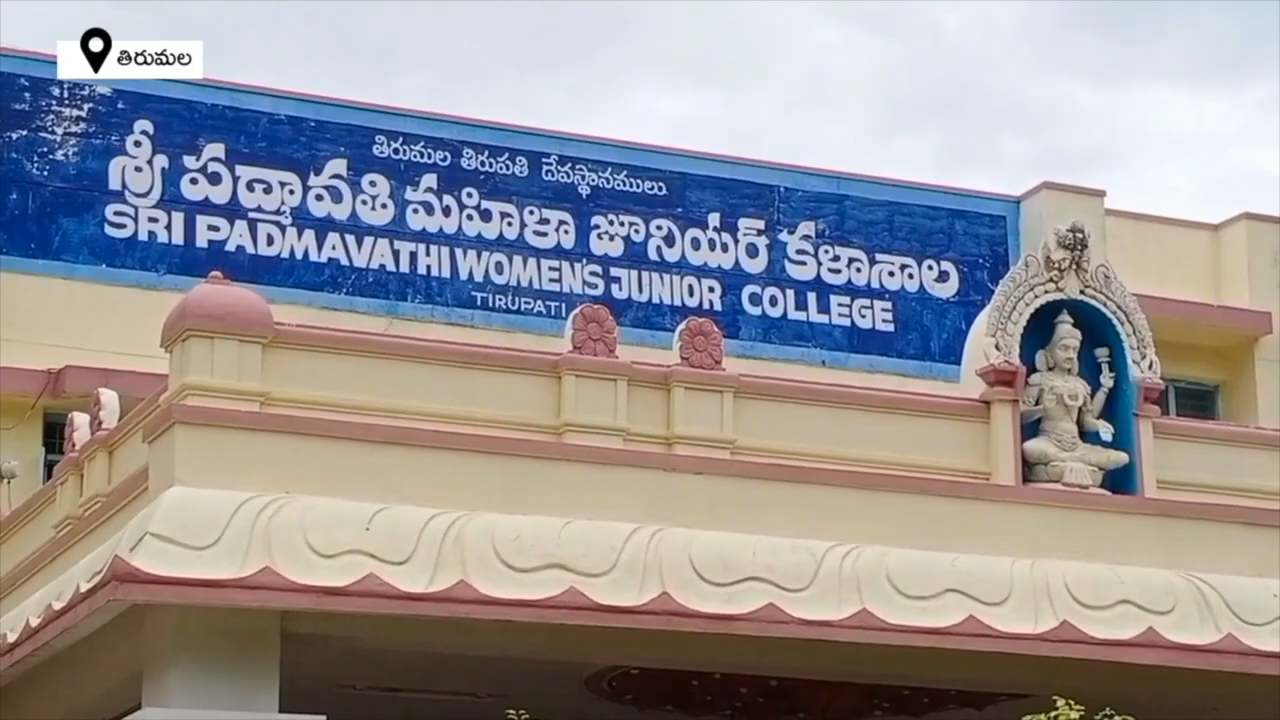 తిరుమల
తిరుమల తిరుపతి దేవస్థానములు
శ్రీ పద్మావతి మహిళా జూనియర్ కళాశాల
SRI PADMAVATHI WOMEN'S JUNIOR COLLEGE
TIRUPATI